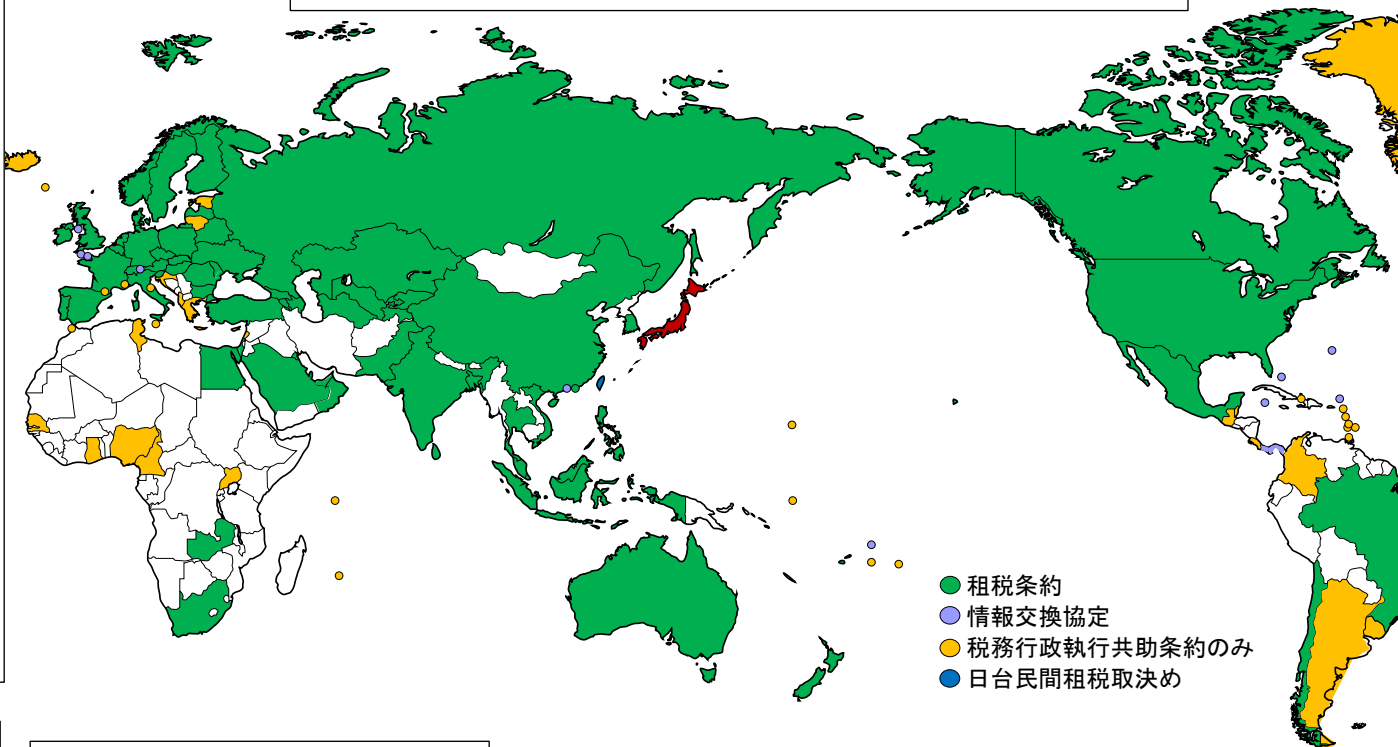 租税条約
情報交換協定
税務行政執行共助条約のみ
日台民間租税取決め